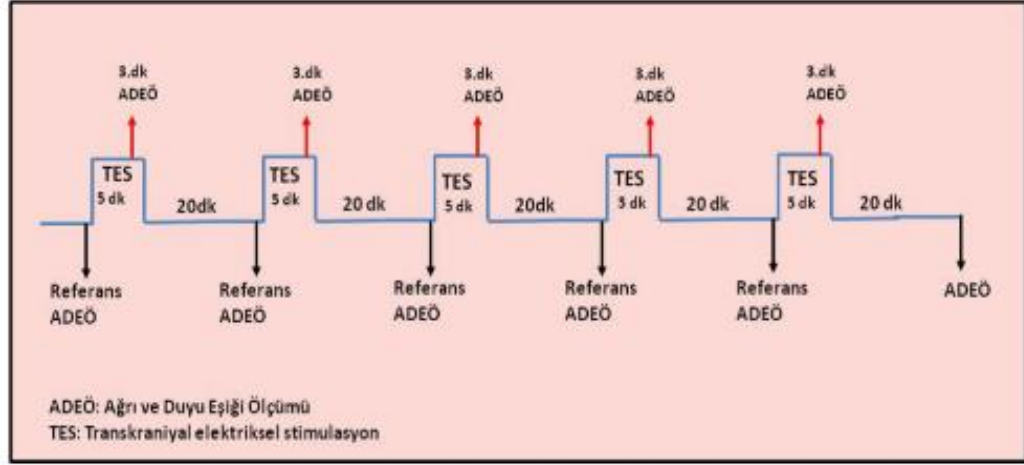 3.dk
ADEÖ
3.dk
ADEÖ
3.dk
ADEÖ
3.dk
ADEÖ
3.dk
ADEÖ
TES
5 dk
TES
5 dk
TES
5 dk
TES
5 dk
TES
5 dk
20dk
20 dk
20dk
20 dk
20 dk
Referans
ADEÖ
Referans
ADEÖ
Referans
ADEÖ
Referans
ADEÖ
Referans
ADEÖ
ADEÖ
ADEÖ: Ağrı ve Duyu Eşiği Ölçümü
TES: Transkraniyal elektriksel stimulasyon